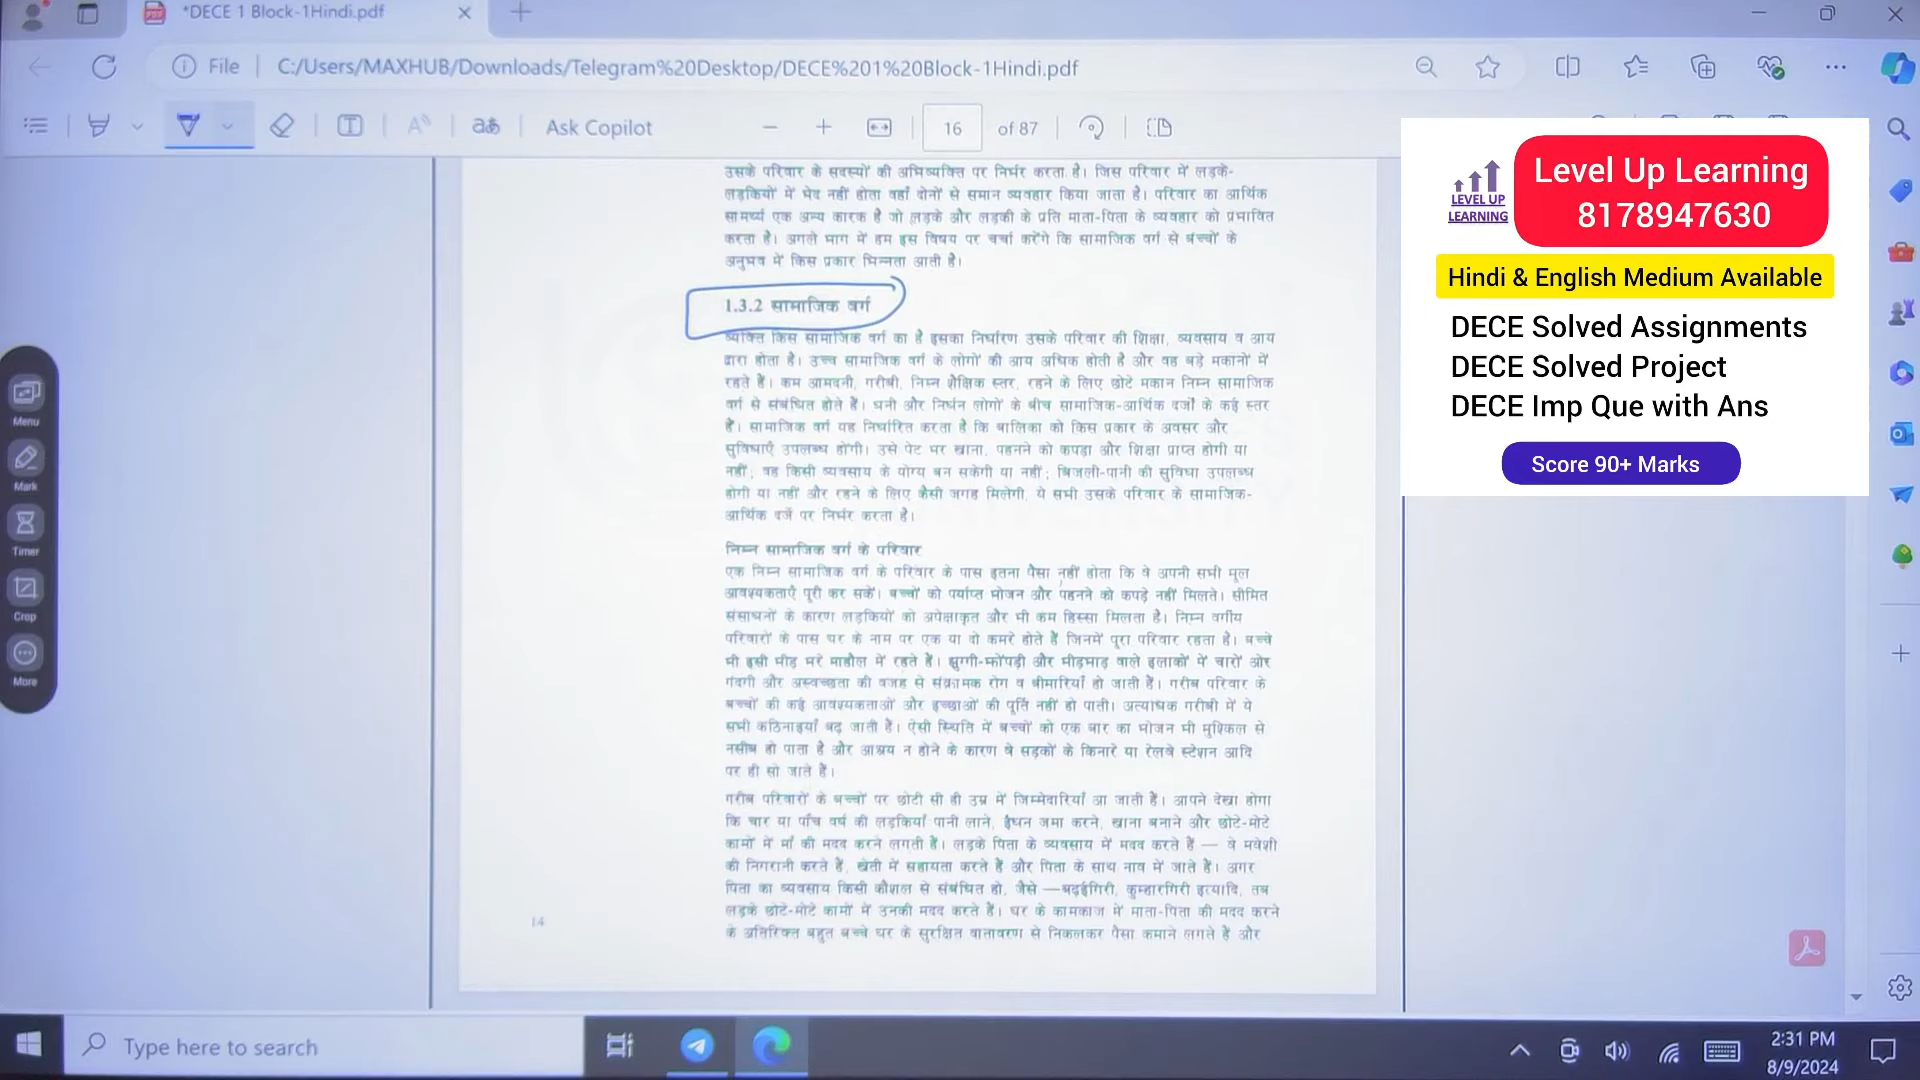 *DECE 1 Block-1Hindi.pdf
File
C:/Users/MAXHUB/Downloads/Telegram%20Desktop/DECE%201%20Block-1Hindi.pdf
Ask Copilot
16 of 87
उसके परिवार के सदस्यों की अभिव्यक्ति पर निर्भर करता है। जिस परिवार में लड़के-
लड़कियों में भेद नहीं होता वहाँ दोनों से समान व्यवहार किया जाता है। परिवार का आर्थिक
सामर्थ्य एक अन्य कारक है जो लड़के और लड़की के प्रति माता-पिता के व्यवहार को प्रभावित
करता है। अगले भाग में हम इस विषय पर चर्चा करेंगे कि सामाजिक वर्ग से बच्चों के
अनुभव में किस प्रकार भिन्नता आती है।
1.3.2 सामाजिक वर्ग
व्यक्ति किस सामाजिक वर्ग का है इसका निर्धारण उसके परिवार की शिक्षा, व्यवसाय व आय
द्वारा होता है। उच्च सामाजिक वर्ग के लोगों की आय अधिक होती है और वह बड़े मकानों में
रहते हैं। कम आमदनी, गरीबी, निम्न शैक्षिक स्तर, रहने के लिए छोटे मकान निम्न सामाजिक
वर्ग से संबंधित होते हैं। धनी और निर्धन लोगों के बीच सामाजिक-आर्थिक दर्जों के कई स्तर
हैं। सामाजिक वर्ग यह निर्धारित करता है कि बालिका को किस प्रकार के अवसर और
सुविधाएँ उपलब्ध होंगी। उसे पेट भर खाना, पहनने को कपड़ा और शिक्षा प्राप्त होगी या
नहीं; वह किसी व्यवसाय के योग्य बन सकेगी या नहीं; बिजली-पानी की सुविधा उपलब्ध
होगी या नहीं और रहने के लिए कैसी जगह मिलेगी, ये सभी उसके परिवार के सामाजिक-
आर्थिक दर्जे पर निर्भर करता है।
निम्न सामाजिक वर्ग के परिवार
एक निम्न सामाजिक वर्ग के परिवार के पास इतना पैसा नहीं होता कि वे अपनी सभी मूल
आवश्यकताएँ पूरी कर सकें। बच्चों को पर्याप्त भोजन और पहनने को कपड़े नहीं मिलते। सीमित
संसाधनों के कारण लड़कियों को अपेक्षाकृत और भी कम हिस्सा मिलता है। निम्न वर्गीय
परिवारों के पास घर के नाम पर एक या दो कमरे होते हैं जिनमें पूरा परिवार रहता है। बच्चे
भी इसी भीड़ भरे माहौल में रहते हैं। झुग्गी-झोंपड़ी और भीड़भाड़ वाले इलाकों में चारों ओर
गंदगी और अस्वच्छता की वजह से संक्रामक रोग व बीमारियाँ हो जाती हैं। गरीब परिवार के
बच्चों की कई आवश्यकताओं और इच्छाओं की पूर्ति नहीं हो पाती। अत्याधक गरीबी में ये
सभी कठिनाइयाँ बढ़ जाती हैं। ऐसी स्थिति में बच्चों को एक बार का भोजन भी मुश्किल से
नसीब हो पाता है और आश्रय न होने के कारण वे सड़कों के किनारे या रेलवे स्टेशन आदि
पर ही सो जाते हैं।
गरीब परिवारों के बच्चों पर छोटी सी ही उम्र में जिम्मेदारियाँ आ जाती हैं। आपने देखा होगा
कि चार या पाँच वर्ष की लड़कियाँ पानी लाने, ईंधन जमा करने, खाना बनाने और छोटे-मोटे
कामों में माँ की मदद करने लगती हैं। लड़के पिता के व्यवसाय में मदद करते हैं — वे मवेशी
की निगरानी करते हैं, खेती में सहायता करते हैं और पिता के साथ नाव में जाते हैं। अगर
पिता का व्यवसाय किसी कौशल से संबंधित हो, जैसे —बढ़ईगिरी, कुम्हारगिरी इत्यादि, तब
लड़के छोटे-मोटे कामों में उनकी मदद करते हैं। घर के कामकाज में माता-पिता की मदद करने
के अतिरिक्त बहुत बच्चे घर के सुरक्षित वातावरण से निकलकर पैसा कमाने लगते हैं और
14
LEVEL UP
LEARNING
Level Up Learning
8178947630
Hindi & English Medium Available
DECE Solved Assignments
DECE Solved Project
DECE Imp Que with Ans
Score 90+ Marks
Menu
Mark
Timer
Crop
More
Type here to search
2:31 PM
8/9/2024